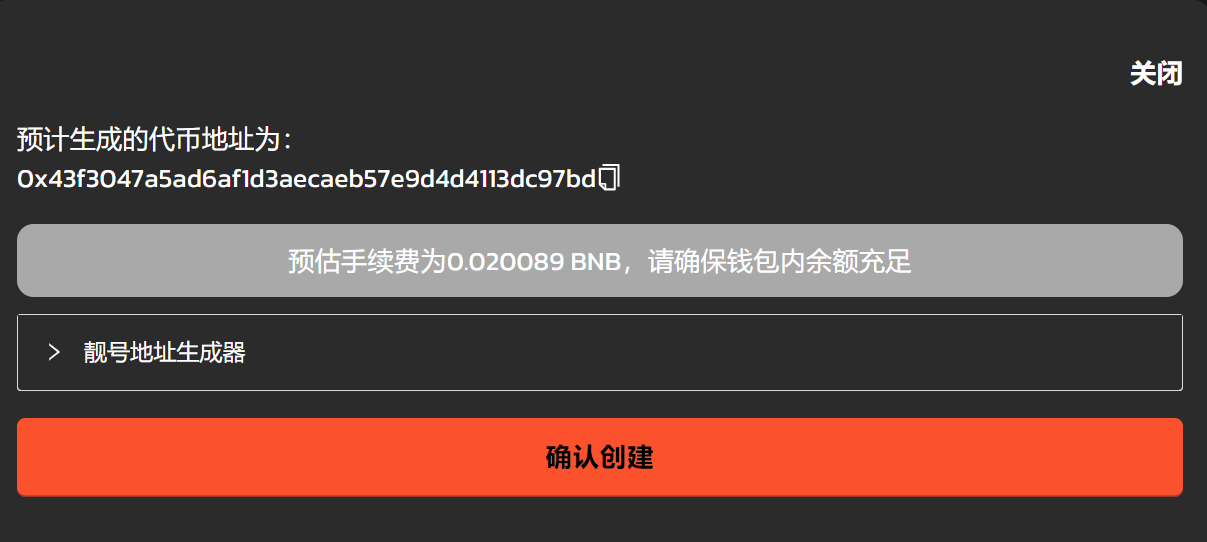 关闭
预计生成的代币地址为：
0x43f3047a5ad6af1d3aecaeb57e9d4d4113dc97bd
预估手续费为0.020089 BNB，请确保钱包内余额充足
靓号地址生成器
确认创建